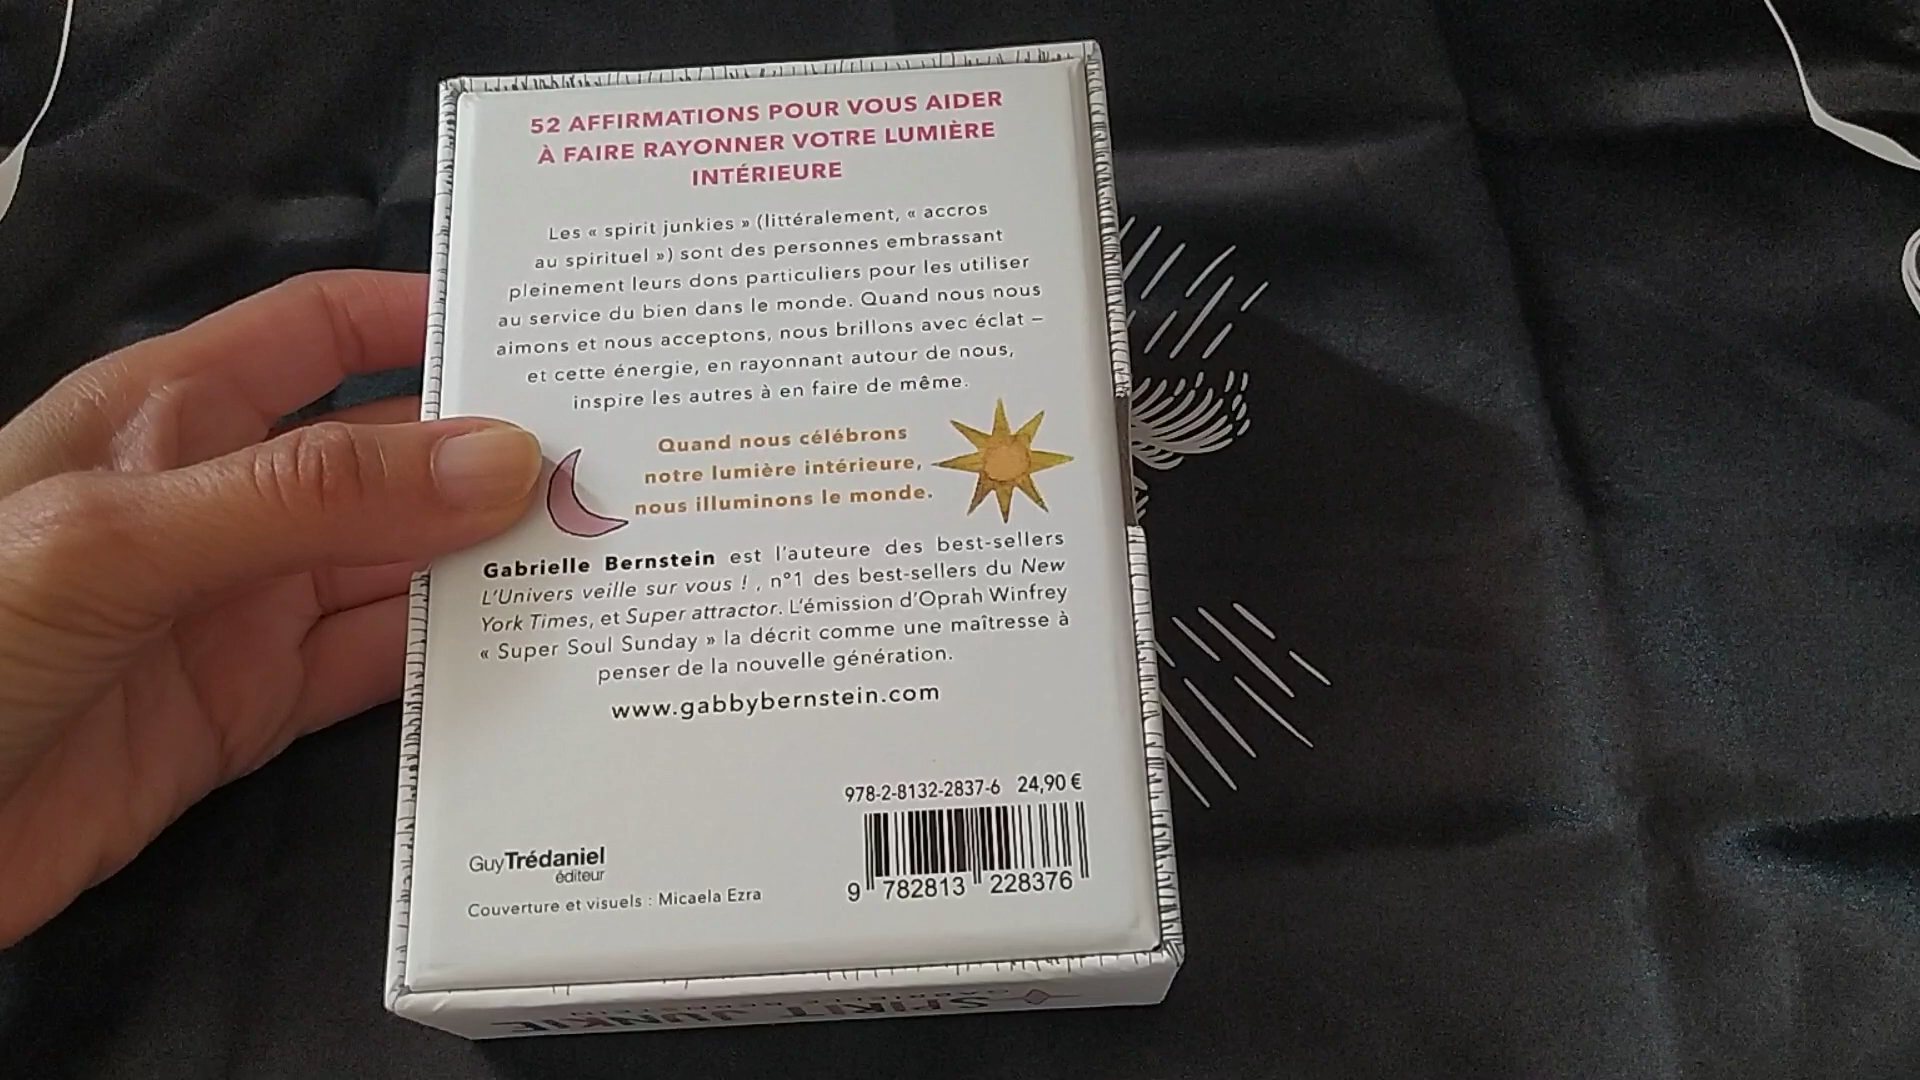 52 AFFIRMATIONS POUR VOUS AIDER
À FAIRE RAYONNER VOTRE LUMIÈRE
INTÉRIEURE
Les « spirit junkies » (littéralement, « accros
au spirituel ») sont des personnes embrassant
pleinement leurs dons particuliers pour les utiliser
au service du bien dans le monde. Quand nous nous
aimons et nous acceptons, nous brillons avec éclat –
et cette énergie, en rayonnant autour de nous,
inspire les autres à en faire de même.
Quand nous célébrons
notre lumière intérieure,
nous illuminons le monde.
Gabrielle Bernstein est l'auteure des best-sellers
L'Univers veille sur vous ! , n°1 des best-sellers du New
York Times, et Super attractor. L'émission d'Oprah Winfrey
« Super Soul Sunday » la décrit comme une maîtresse à
penser de la nouvelle génération.
www.gabbybernstein.com
978-2-8132-2837-6 24,90 €
9 782813 228376
GuyTrédaniel
éditeur
Couverture et visuels : Micaela Ezra
SPIRIT JUNKIE